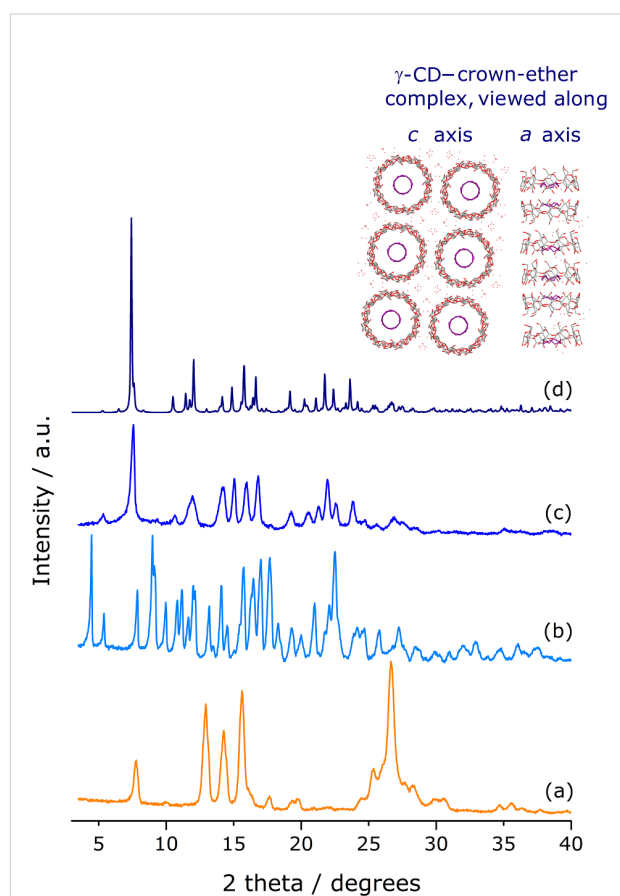 γ-CD–crown-ether
complex, viewed along
c axis a axis
(d)
(c)
(b)
(a)
Intensity / a.u.
5 10 15 20 25 30 35 40
2 theta / degrees